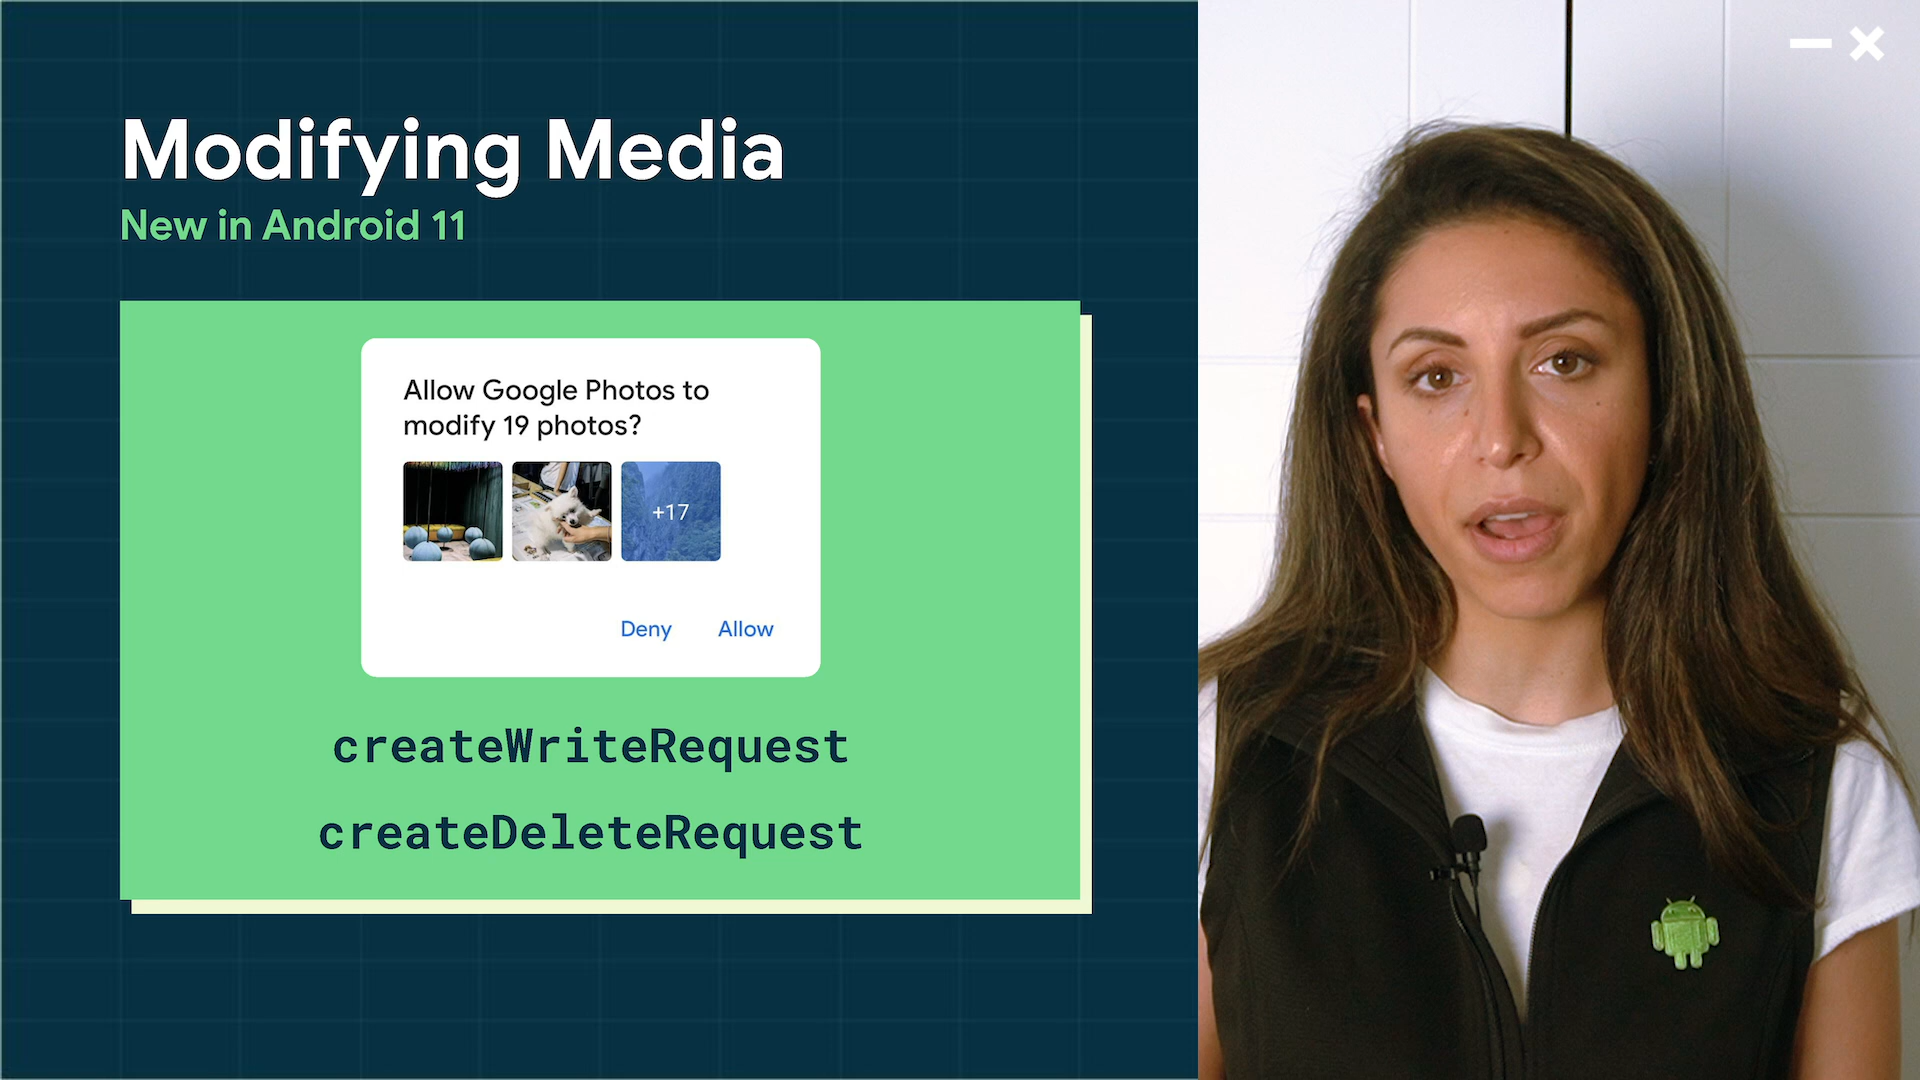 Modifying Media
New in Android 11
Allow Google Photos to
modify 19 photos?
+17
Deny Allow
createWriteRequest
createDeleteRequest